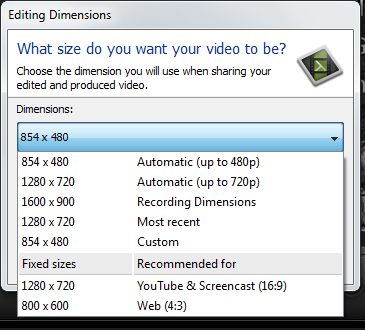 Editing Dimensions
What size do you want your video to be?
Choose the dimension you will use when sharing your
edited and produced video.
Dimensions:
854 x 480
854 x 480 Automatic (up to 480p)
1280 x 720 Automatic (up to 720p)
1600 x 900 Recording Dimensions
1280 x 720 Most recent
854 x 480 Custom
Fixed sizes Recommended for
1280 x 720 YouTube & Screencast (16:9)
800 x 600 Web (4:3)